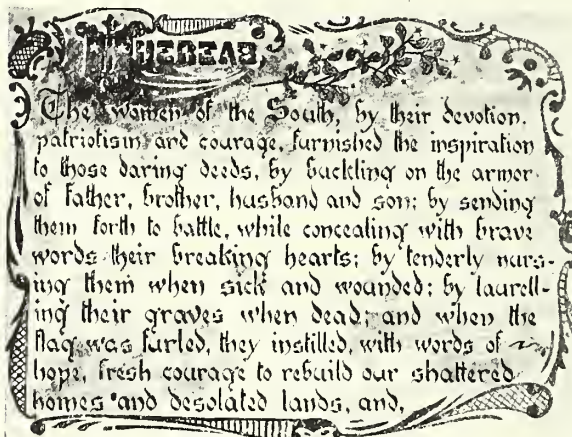 WHEREAS,
The women of the South, by their devotion,
patriotism and courage, furnished the inspiration
to those daring deeds, by buckling on the armor
of father, brother, husband and son; by sending
them forth to battle, while concealing with brave
words their breaking hearts; by tenderly nurs-
ing them when sick and wounded; by laurell-
ing their graves when dead; and when the
flag was furled, they instilled, with words of
hope, fresh courage to rebuild our shattered
homes and desolated lands, and,